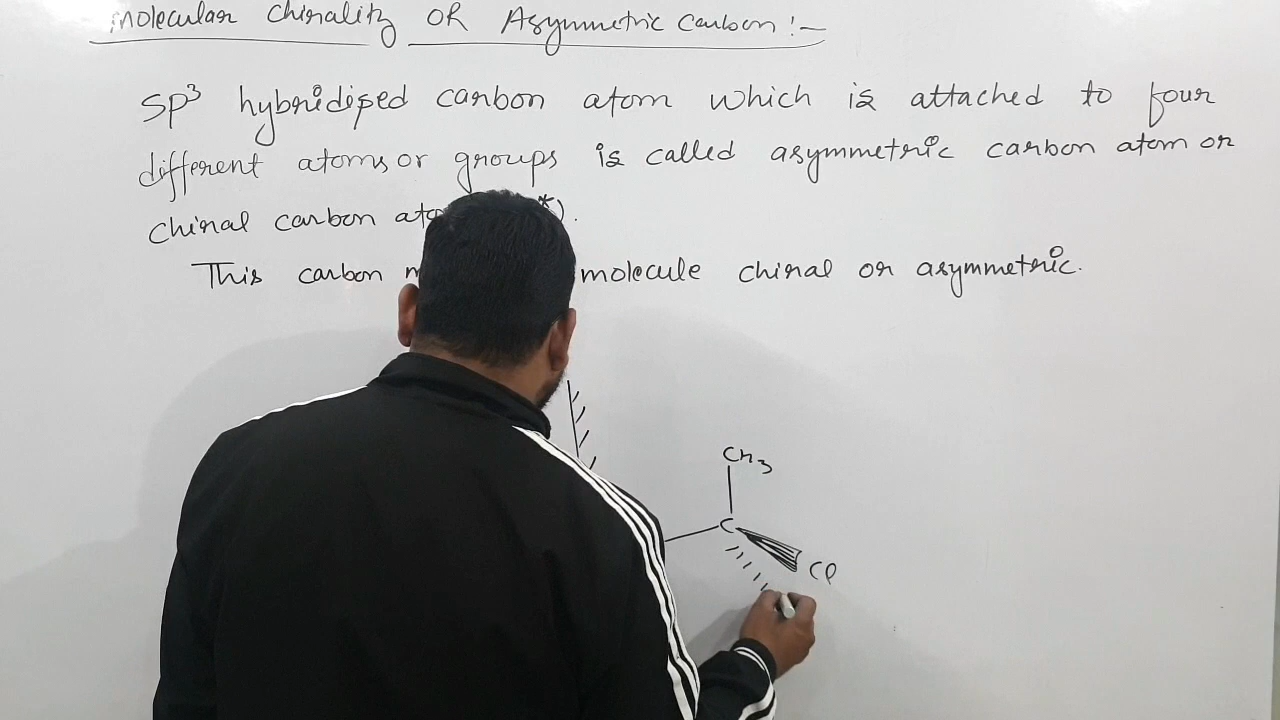 Molecular Chirality OR Asymmetric Carbon :-
SP³ hybridised carbon atom which is attached to four
different atoms or groups is called asymmetric carbon atom or
chiral carbon *).
This carbon molecule chiral or asymmetric.
CH₃
C
Cl